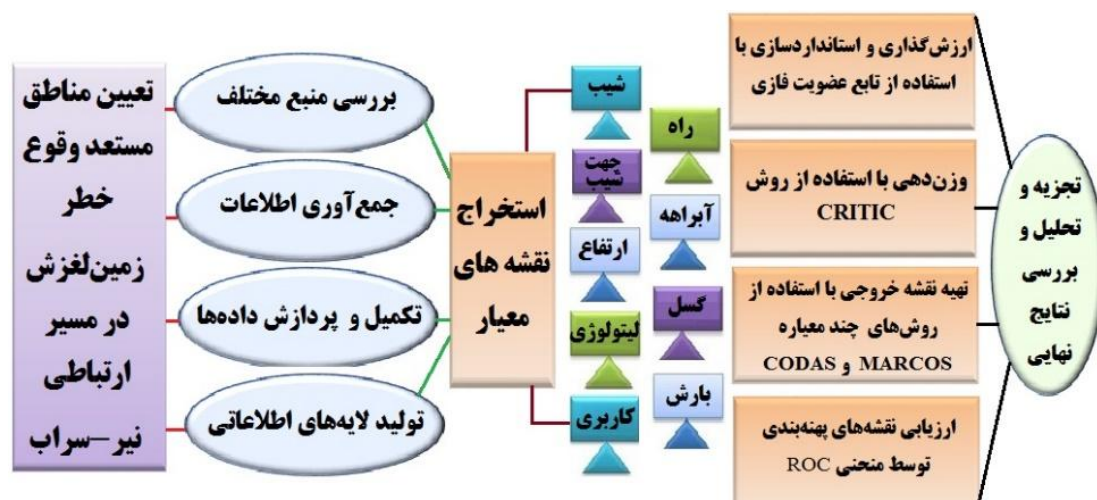 تعیین مناطق
مستعد وقوع
خطر
زمین‌لغزش
در مسیر
ارتباطی
نیر–سراب
بررسی منبع مختلف
جمع‌آوری اطلاعات
تکمیل و پردازش داده‌ها
تولید لایه‌های اطلاعاتی
استخراج
نقشه های
معیار
شیب
جهت
شیب
ارتفاع
لیتولوژی
کاربری
راه
آبراهه
گسل
بارش
ارزش‌گذاری و استانداردسازی با
استفاده از تابع عضویت فازی
وزن‌دهی با استفاده از روش
CRITIC
تهیه نقشه خروجی با استفاده از
روش‌های چند معیاره
MARCOS و CODAS
ارزیابی نقشه‌های پهنه‌بندی
توسط منحنی ROC
تجزیه و
تحلیل و
بررسی
نتایج
نهایی